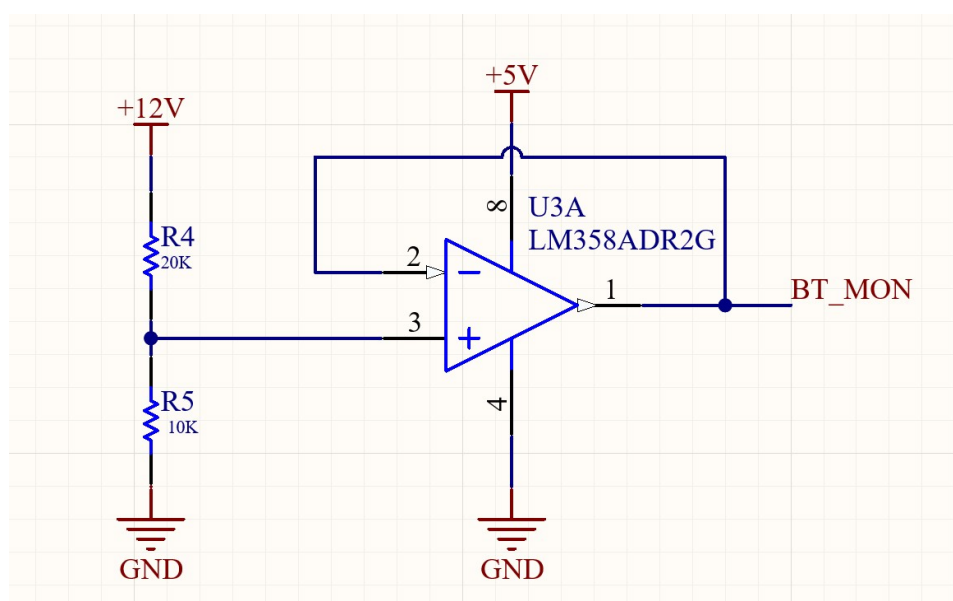 +5V
+12V
8
U3A
LM358ADR2G
R4
20K
2
−
1
BT_MON
3
+
R5
10K
4
GND
GND